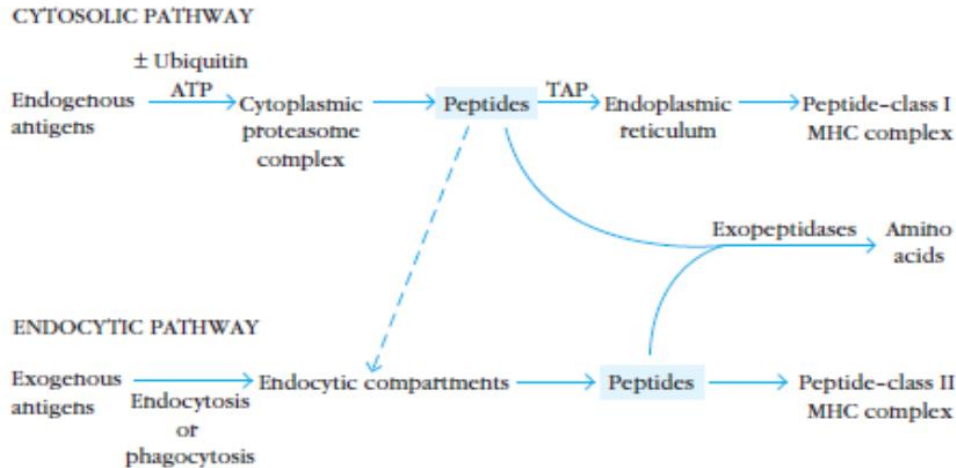 CYTOSOLIC PATHWAY
± Ubiquitin
ATP
Endogenous
antigens
Cytoplasmic
proteasome
complex
Peptides
TAP
Endoplasmic
reticulum
Peptide-class I
MHC complex
Exopeptidases
Amino
acids
ENDOCYTIC PATHWAY
Exogenous
antigens
Endocytosis
or
phagocytosis
Endocytic compartments
Peptides
Peptide-class II
MHC complex